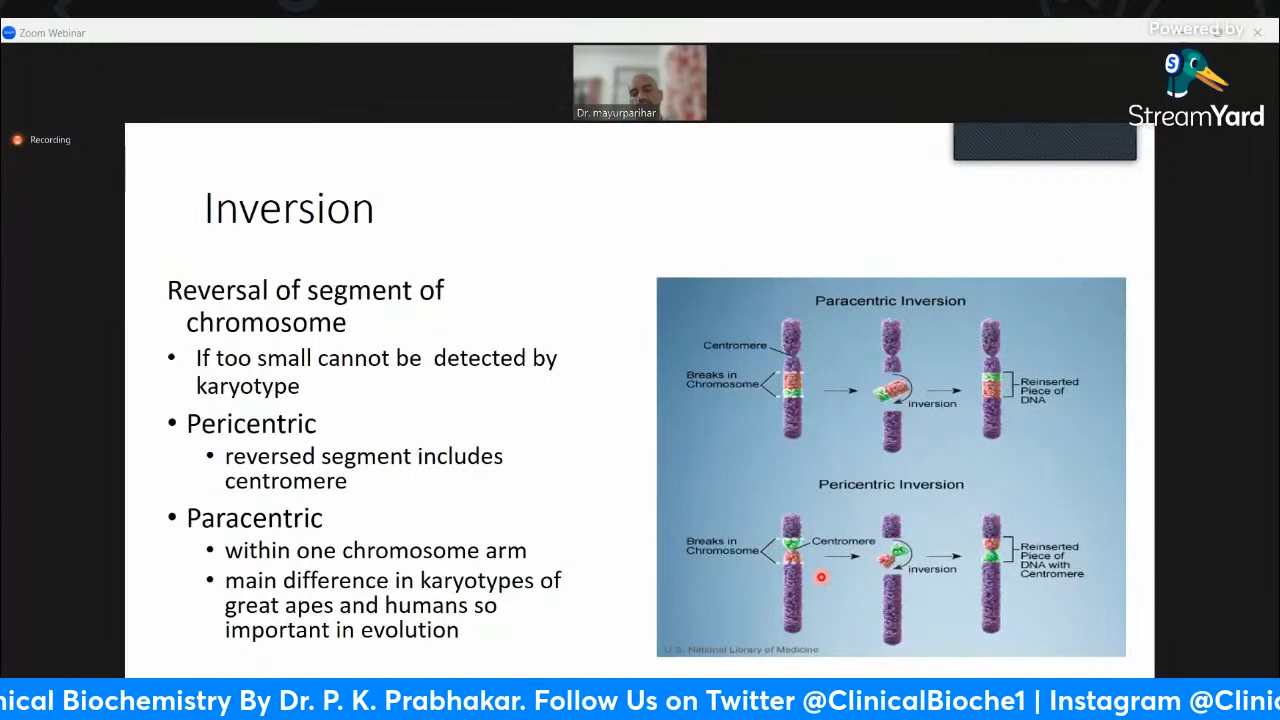 Zoom Webinar
Powered by
StreamYard
Dr. mayurparihar
Recording
Inversion
Reversal of segment of
chromosome
• If too small cannot be detected by
karyotype
• Pericentric
• reversed segment includes
centromere
• Paracentric
• within one chromosome arm
• main difference in karyotypes of
great apes and humans so
important in evolution
Paracentric Inversion
Centromere
Breaks in
Chromosome
inversion
Reinserted
Piece of
DNA
Pericentric Inversion
Breaks in
Chromosome
Centromere
inversion
Reinserted
Piece of
DNA with
Centromere
U.S. National Library of Medicine
nical Biochemistry By Dr. P. K. Prabhakar. Follow Us on Twitter @ClinicalBioche1 | Instagram @Clinic